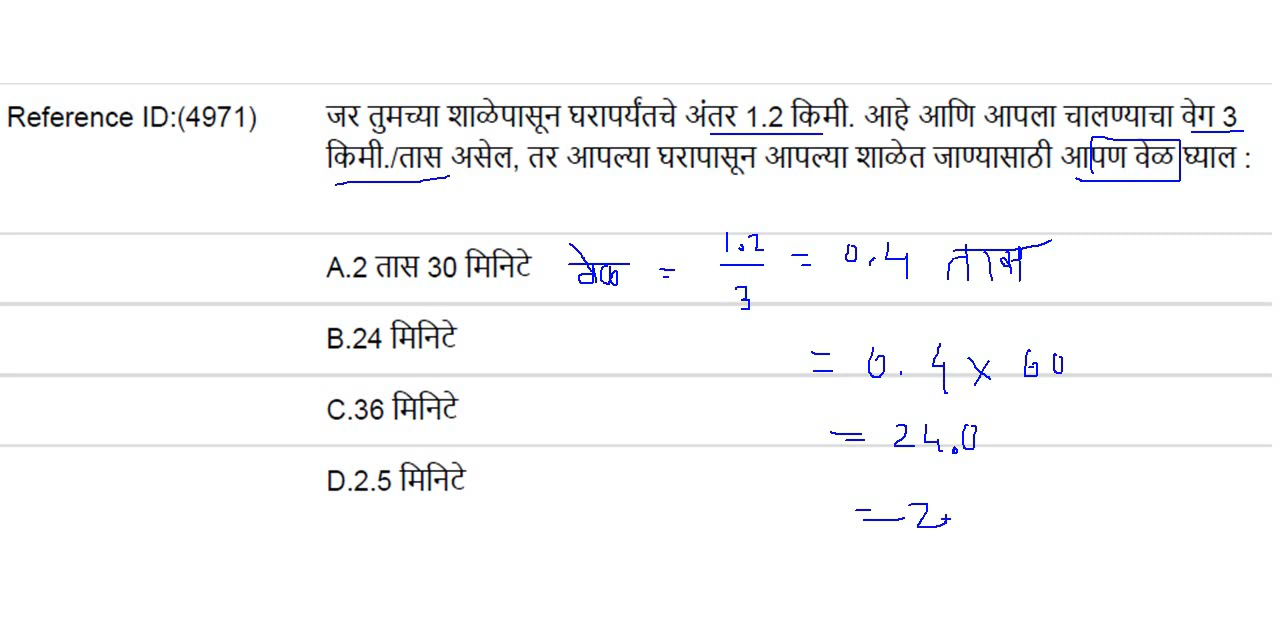 Reference ID:(4971) जर तुमच्या शाळेपासून घरापर्यंतचे अंतर 1.2 किमी. आहे आणि आपला चालण्याचा वेग 3
किमी./तास असेल, तर आपल्या घरापासून आपल्या शाळेत जाण्यासाठी आपण वेळ घ्याल :
A.2 तास 30 मिनिटे
वेळ = 1.2 / 3 = 0.4 तास
B.24 मिनिटे
= 0.4 x 60
C.36 मिनिटे
= 24.0
D.2.5 मिनिटे
= 2